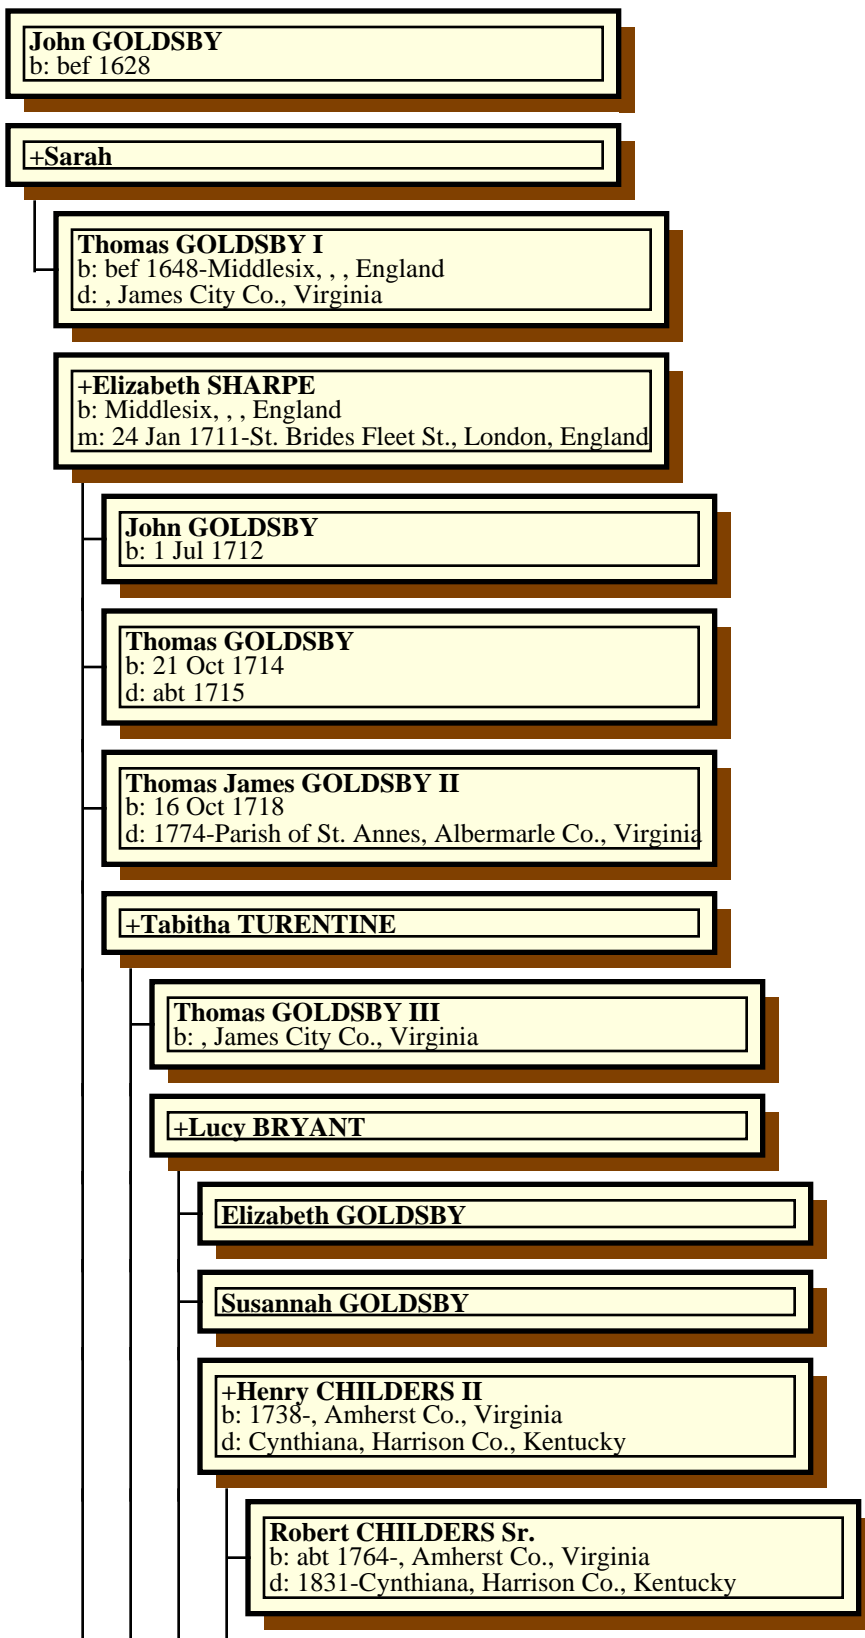 John GOLDSBY
b: bef 1628
+Sarah
Thomas GOLDSBY I
b: bef 1648-Middlesix, , , England
d: , James City Co., Virginia
+Elizabeth SHARPE
b: Middlesix, , , England
m: 24 Jan 1711-St. Brides Fleet St., London, England
John GOLDSBY
b: 1 Jul 1712
Thomas GOLDSBY
b: 21 Oct 1714
d: abt 1715
Thomas James GOLDSBY II
b: 16 Oct 1718
d: 1774-Parish of St. Annes, Albermarle Co., Virginia
+Tabitha TURENTINE
Thomas GOLDSBY III
b: , James City Co., Virginia
+Lucy BRYANT
Elizabeth GOLDSBY
Susannah GOLDSBY
+Henry CHILDERS II
b: 1738-, Amherst Co., Virginia
d: Cynthiana, Harrison Co., Kentucky
Robert CHILDERS Sr.
b: abt 1764-, Amherst Co., Virginia
d: 1831-Cynthiana, Harrison Co., Kentucky